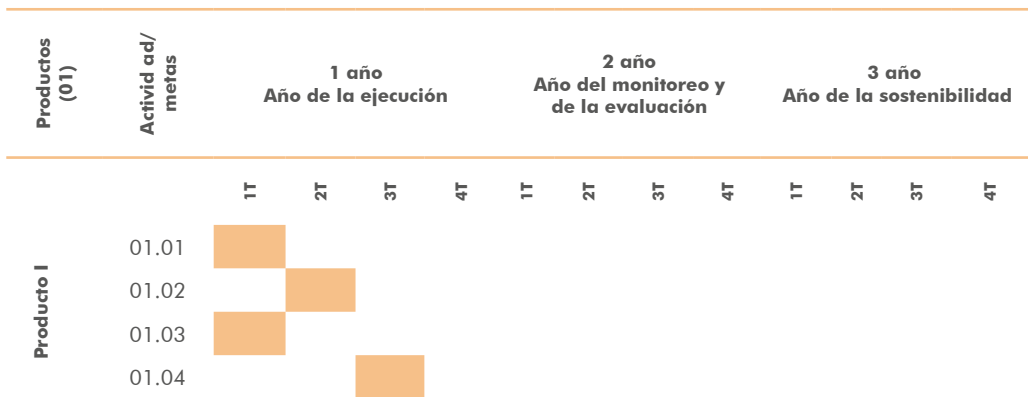 Productos
(01)
Activid ad/
metas
1 año
Año de la ejecución
2 año
Año del monitoreo y
de la evaluación
3 año
Año de la sostenibilidad
1T 2T 3T 4T 1T 2T 3T 4T 1T 2T 3T 4T
Producto I
01.01
01.02
01.03
01.04